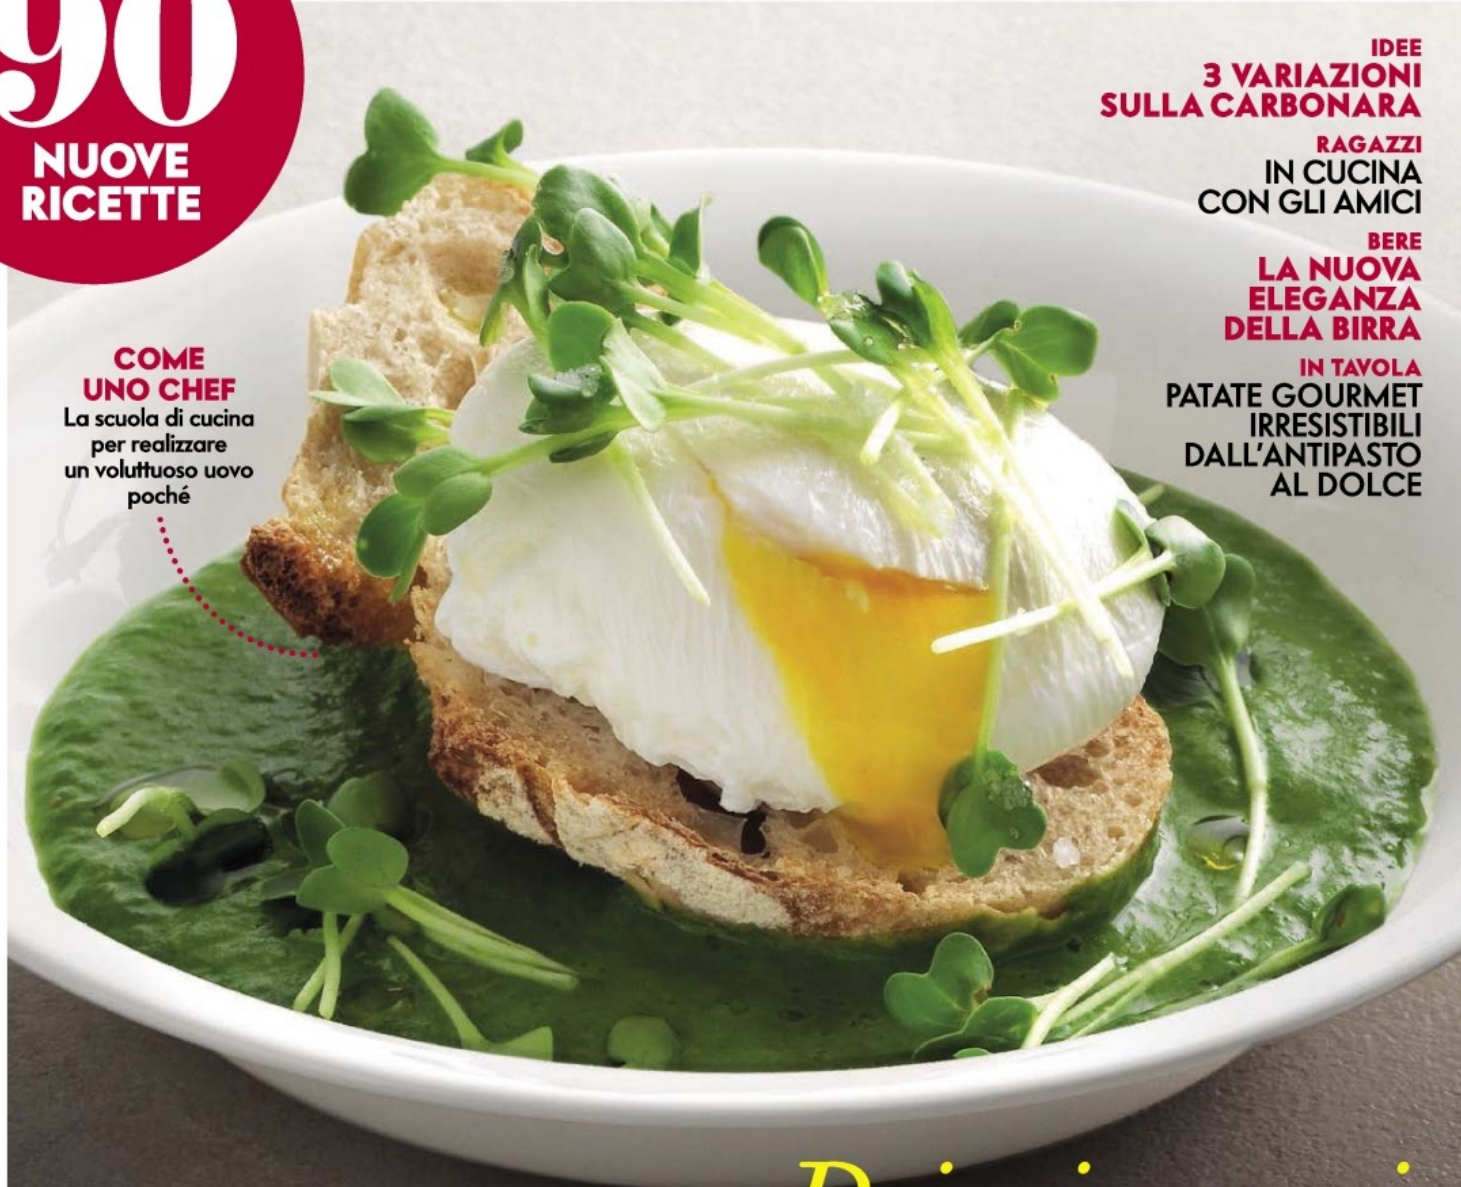 90
NUOVE
RICETTE
COME
UNO CHEF
La scuola di cucina
per realizzare
un voluttuoso uovo
poché
IDEE
3 VARIAZIONI
SULLA CARBONARA
RAGAZZI
IN CUCINA
CON GLI AMICI
BERE
LA NUOVA
ELEGANZA
DELLA BIRRA
IN TAVOLA
PATATE GOURMET
IRRESISTIBILI
DALL'ANTIPASTO
AL DOLCE